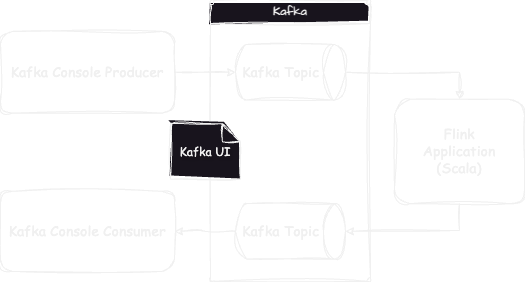 Kafka
Kafka Console Producer
Kafka Topic
Kafka UI
Flink
Application
(Scala)
Kafka Console Consumer
Kafka Topic